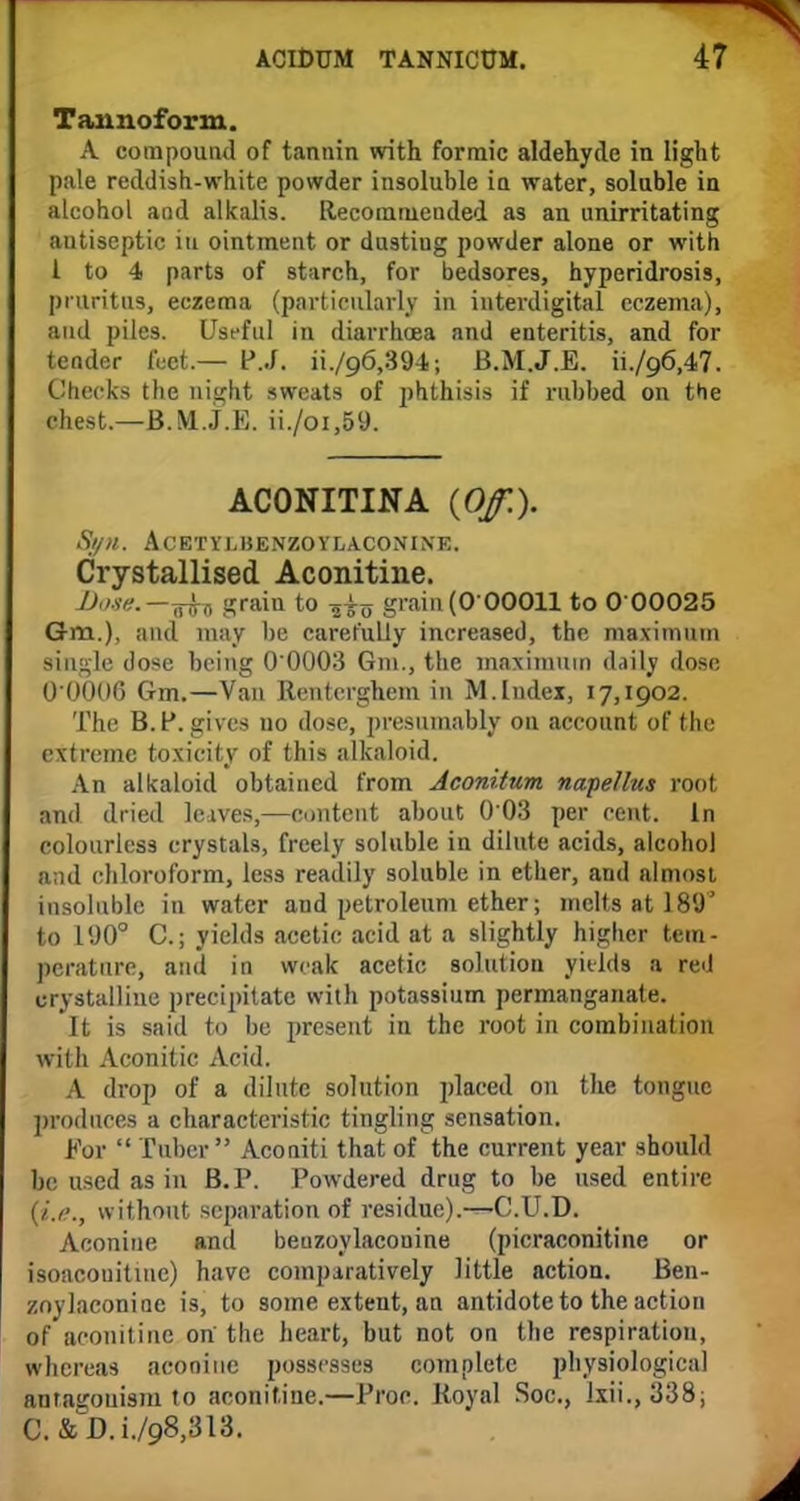 ACIDUM TANNICUM. 47
Tannoform.
A compound of tannin with formic aldehyde in light
pale reddish-white powder insoluble in water, soluble in
alcohol and alkalis. Recommended as an unirritating
antiseptic in ointment or dusting powder alone or with
1 to 4 parts of starch, for bedsores, hyperidrosis,
pruritus, eczema (particularly in interdigital eczema),
and piles. Useful in diarrhœa and enteritis, and for
tender feet.— P.J. ii./96,394; B.M.J.E. ii./96,47.
Checks the night sweats of phthisis if rubbed on the
chest.—B.M.J.E. ii./01,59.
ACONITINA (Off.).
Syn. ACETYLBENZOYLACONINE.
Crystallised Aconitine.
Dose.—1/600 grain to 1/250 grain (0·00011 to 0·00025
Gm.), and may be carefully increased, the maximum
single dose being 0·0003 Gm., the maximum daily dose
0·0006 Gm.—Van Renterghem in M.Index, 17,1902.
The B.P. gives no dose, presumably on account of the
extreme toxicity of this alkaloid.
An alkaloid obtained from Aconitum napellus root
and dried leaves,—content about 0·03 per cent. In
colourless crystals, freely soluble in dilute acids, alcohol
and chloroform, less readily soluble in ether, and almost
insoluble in water and petroleum ether; melts at 189°
to 190° C.; yields acetic acid at a slightly higher tem-
perature, and in weak acetic solution yields a red
crystalline precipitate with potassium permanganate.
It is said to be present in the root in combination
with Aconitic Acid.
A drop of a dilute solution placed on the tongue
produces a characteristic tingling sensation.
For “ Tuber ” Aconiti that of the current year should
be used as in B.P. Powdered drug to be used entire
(i.e., without separation of residue).—C.U.D.
Aconine and benzoylaconine (picraconitine or
isoaconitine) have comparatively little action. Ben-
zoylaconine is, to some extent, an antidote to the action
of aconitine on the heart, but not on the respiration,
whereas aconine possesses complete physiological
antagonism to aconitine.—Proc. Royal Soc., lxii., 338;
C. & D. i./98,313.